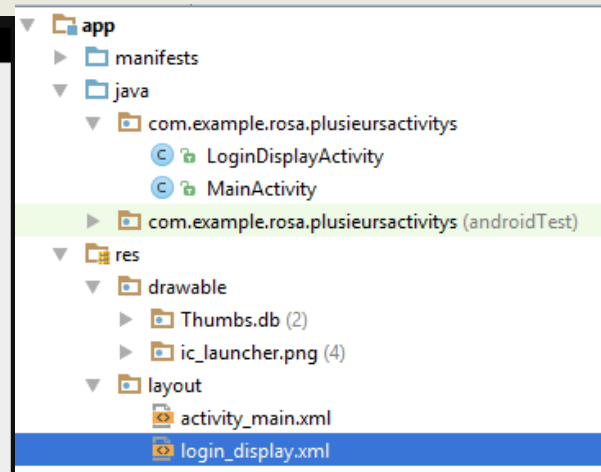 app
manifests
java
com.example.rosa.plusieursactivitys
C LoginDisplayActivity
C MainActivity
com.example.rosa.plusieursactivitys (androidTest)
res
drawable
Thumbs.db (2)
ic_launcher.png (4)
layout
activity_main.xml
login_display.xml